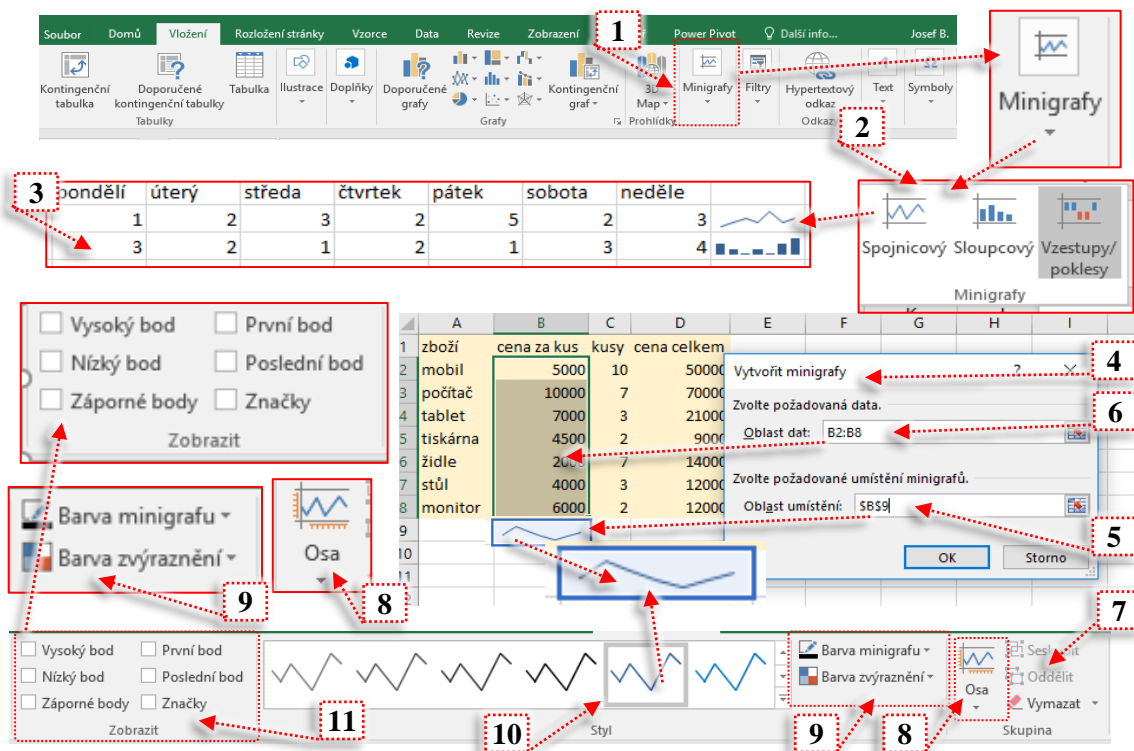 Soubor Domů Vložení Rozložení stránky Vzorce Data Revize Zobrazení Power Pivot Další info... Josef B.
1
Kontingenční tabulka
Doporučené kontingenční tabulky
Tabulka
Ilustrace
Doplňky
Doporučené grafy
Kontingenční graf
3D Map
Minigrafy
Filtry
Hypertextový odkaz
Text
Symboly
Tabulky
Grafy
Prohlídky
Odkazy
Minigrafy
2
Spojnicový Sloupcový Vzestupy/
poklesy
Minigrafy
3
pondělí úterý středa čtvrtek pátek sobota neděle
1 2 3 2 5 2 3
3 2 1 2 1 3 4
Vysoký bod První bod
Nízký bod Poslední bod
Záporné body Značky
Zobrazit
A B C D E F G H I
1 zboží cena za kus kusy cena celkem
2 mobil 5000 10 50000
3 počítač 10000 7 70000
4 tablet 7000 3 21000
5 tiskárna 4500 2 9000
6 židle 2000 7 14000
7 stůl 4000 3 12000
8 monitor 6000 2 12000
9
10
11
Vytvořit minigrafy ?
4
Zvolte požadovaná data.
Oblast dat: B2:B8
6
Zvolte požadované umístění minigrafů.
Oblast umístění: $B$9
5
OK Storno
Barva minigrafu
Barva zvýraznění
9
Osa
8
7
Vysoký bod První bod
Nízký bod Poslední bod
Záporné body Značky
Zobrazit
11
10
Styl
Barva minigrafu
Barva zvýraznění
9
Osa
8
Seskupit
Oddělit
Vymazat
Skupina